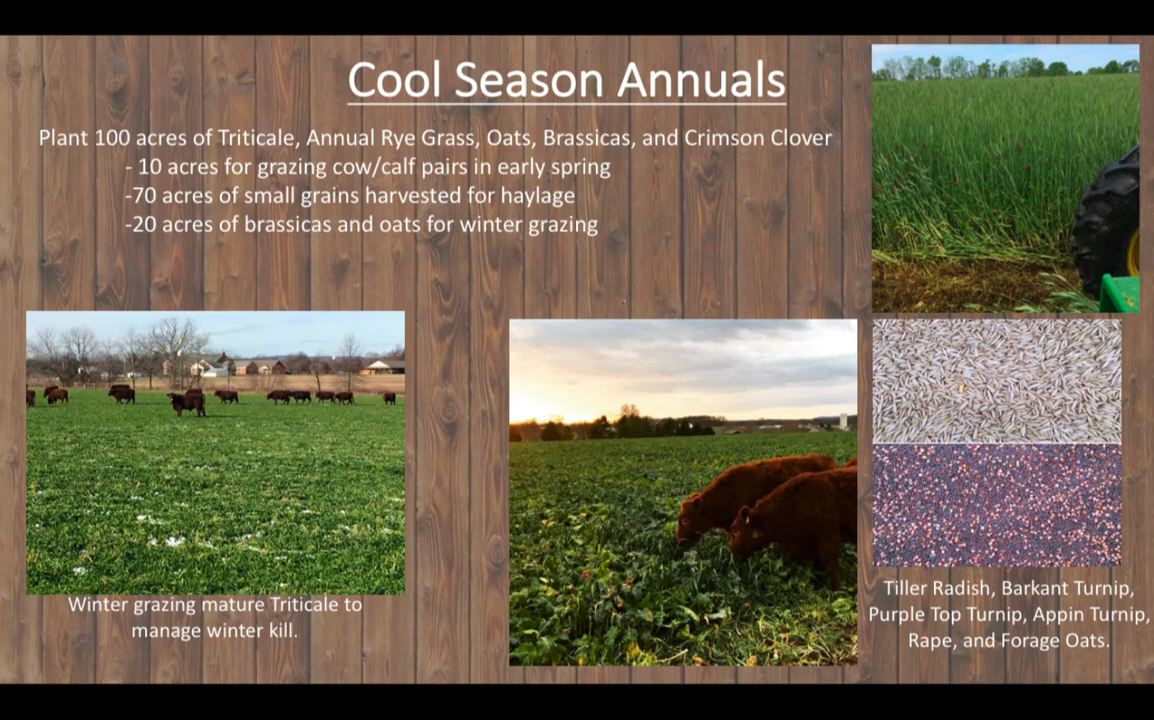 Cool Season Annuals
Plant 100 acres of Triticale, Annual Rye Grass, Oats, Brassicas, and Crimson Clover
- 10 acres for grazing cow/calf pairs in early spring
-70 acres of small grains harvested for haylage
-20 acres of brassicas and oats for winter grazing
Winter grazing mature Triticale to
manage winter kill.
Tiller Radish, Barkant Turnip,
Purple Top Turnip, Appin Turnip,
Rape, and Forage Oats.